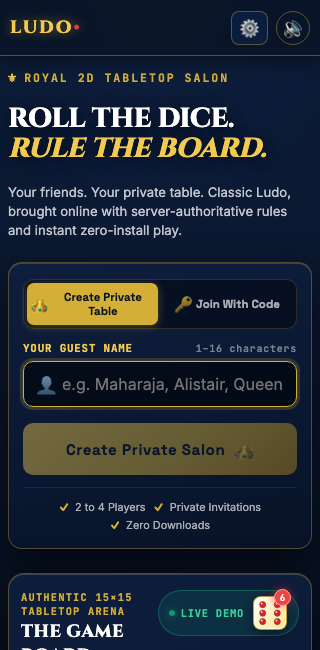 LUDO
ROYAL 2D TABLETOP SALON
ROLL THE DICE.
RULE THE BOARD.
Your friends. Your private table. Classic Ludo,
brought online with server-authoritative rules
and instant zero-install play.
Create Private
Table
Join With Code
YOUR GUEST NAME
1–16 characters
e.g. Maharaja, Alistair, Queen
Create Private Salon
✓ 2 to 4 Players ✓ Private Invitations
✓ Zero Downloads
AUTHENTIC 15×15
TABLETOP ARENA
LIVE DEMO
6
THE GAME